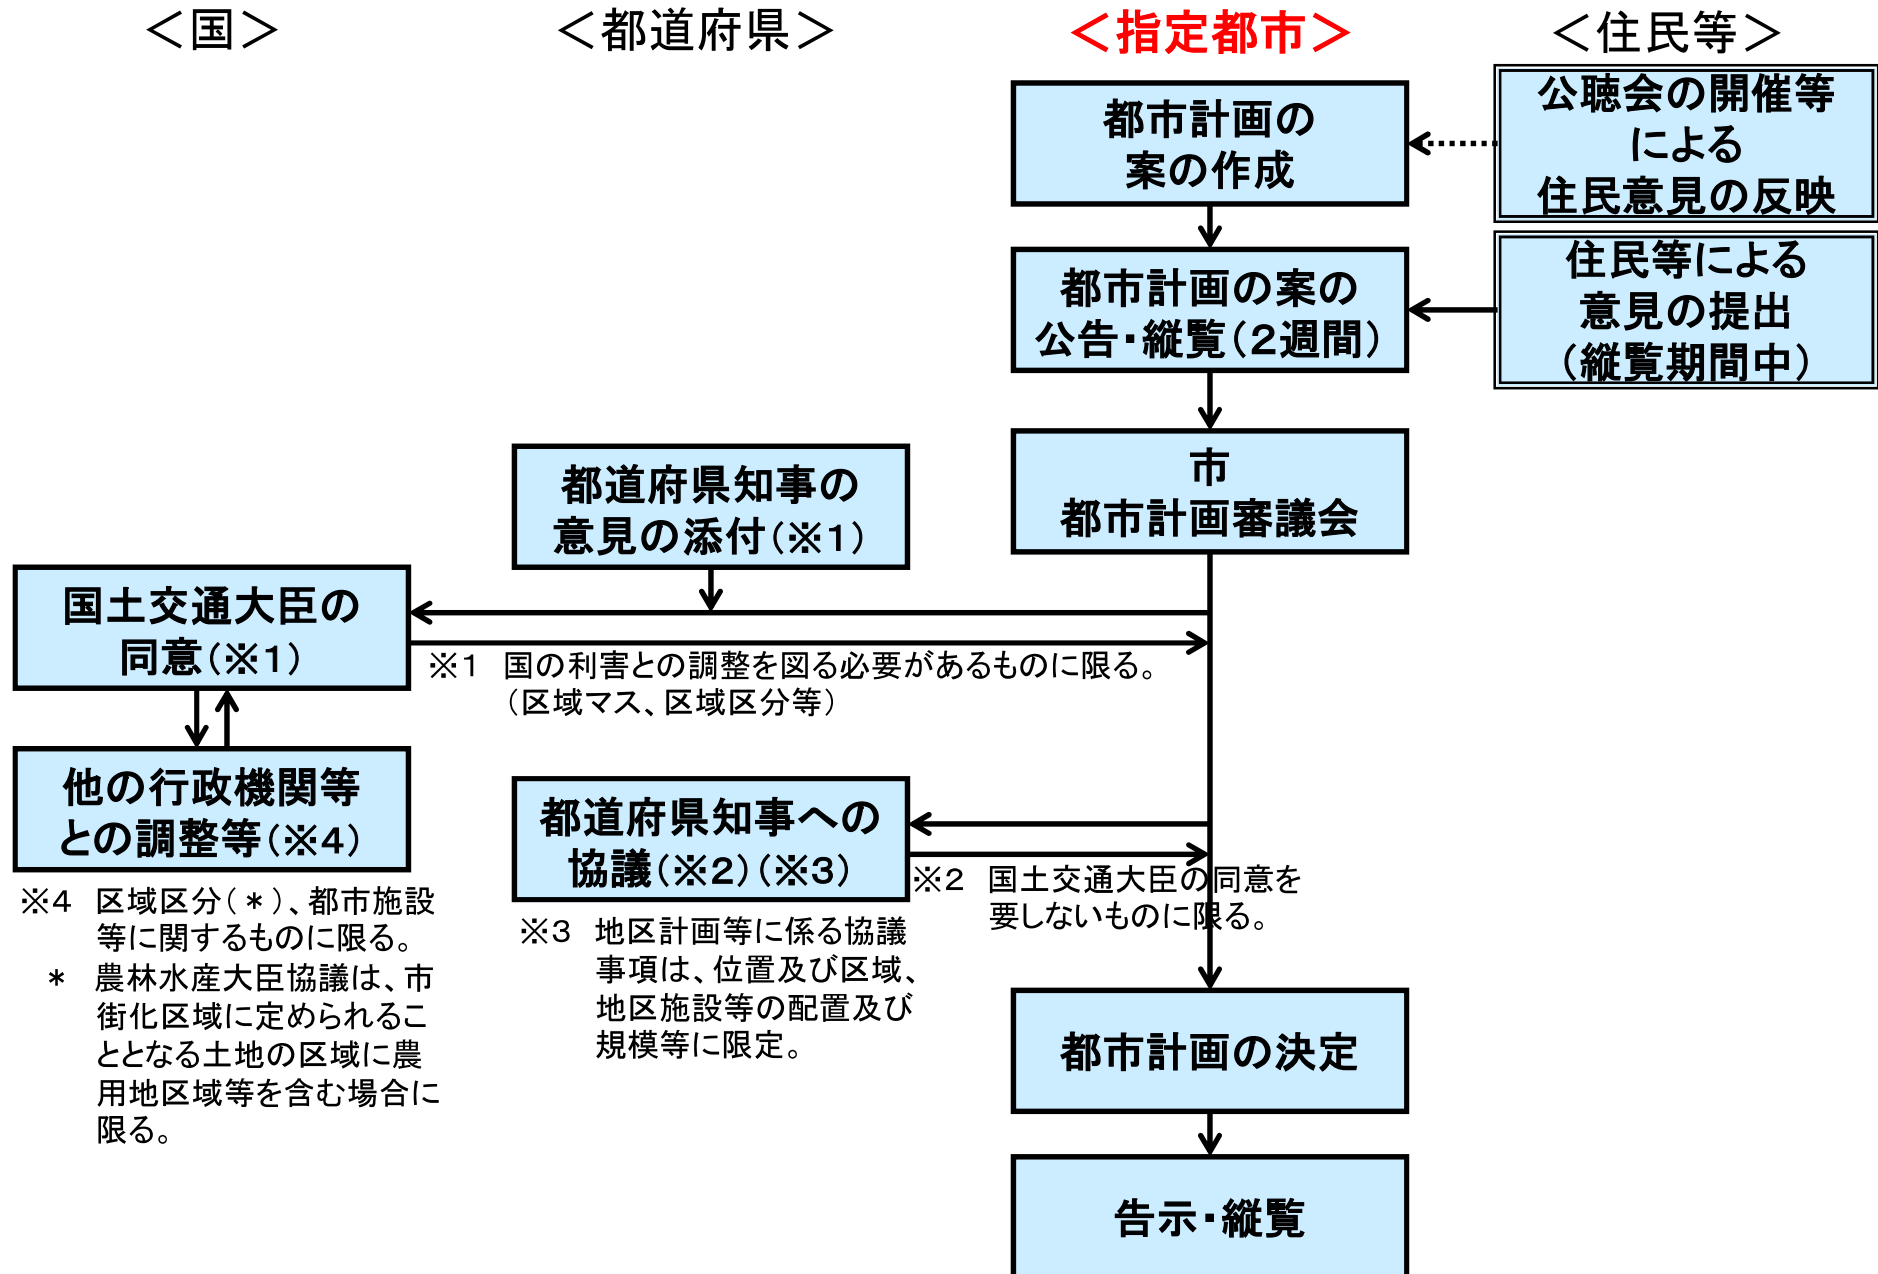 ＜国＞
＜都道府県＞
＜指定都市＞
＜住民等＞
都市計画の
案の作成
公聴会の開催等
による
住民意見の反映
都市計画の案の
公告・縦覧（２週間）
住民等による
意見の提出
（縦覧期間中）
市
都市計画審議会
都道府県知事の
意見の添付（※１）
国土交通大臣の
同意（※１）
※１　国の利害との調整を図る必要があるものに限る。
（区域マス、区域区分等）
他の行政機関等
との調整等（※４）
都道府県知事への
協議（※２）（※３）
※２　国土交通大臣の同意を
要しないものに限る。
※４　区域区分（＊）、都市施設
等に関するものに限る。
＊　農林水産大臣協議は、市
街化区域に定められるこ
ととなる土地の区域に農
用地区域等を含む場合に
限る。
※３　地区計画等に係る協議
事項は、位置及び区域、
地区施設等の配置及び
規模等に限定。
都市計画の決定
告示・縦覧